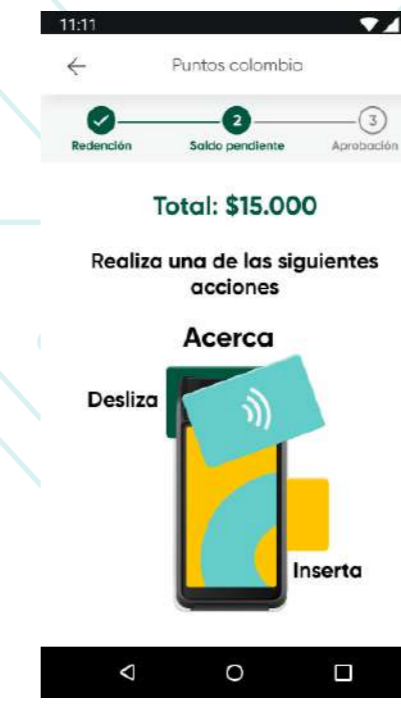 11:11
Puntos colombia
2
3
Redención
Saldo pendiente
Aprobación
Total: $15.000
Realiza una de las siguientes
acciones
Acerca
Desliza
Inserta